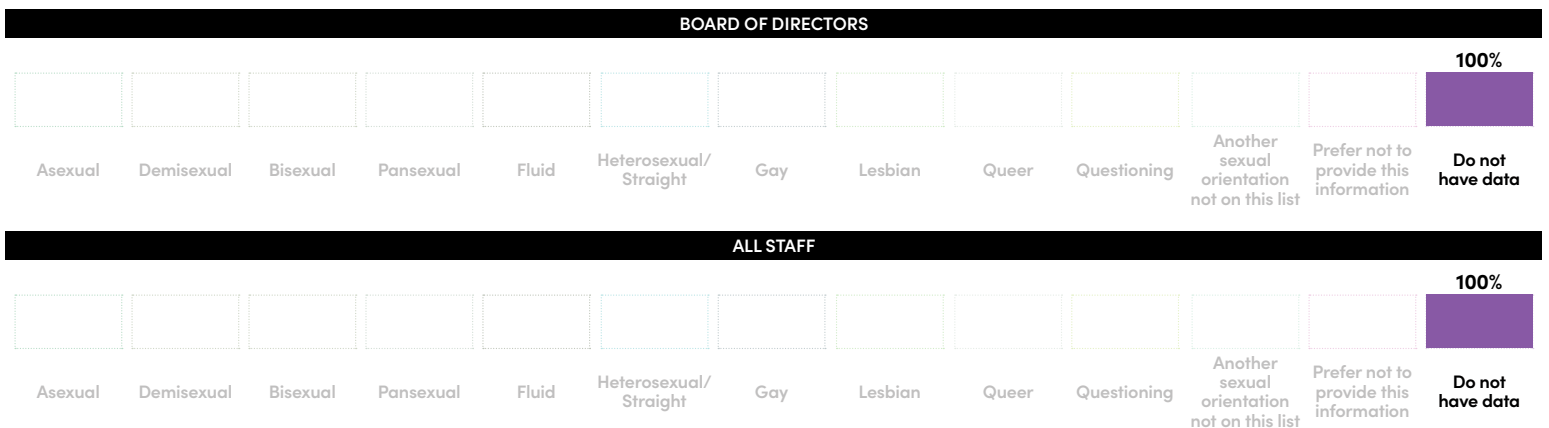 BOARD OF DIRECTORS
100%
Asexual
Demisexual
Bisexual
Pansexual
Fluid
Heterosexual/
Straight
Gay
Lesbian
Queer
Questioning
Another
sexual
orientation
not on this list
Prefer not to
provide this
information
Do not
have data
ALL STAFF
100%
Asexual
Demisexual
Bisexual
Pansexual
Fluid
Heterosexual/
Straight
Gay
Lesbian
Queer
Questioning
Another
sexual
orientation
not on this list
Prefer not to
provide this
information
Do not
have data